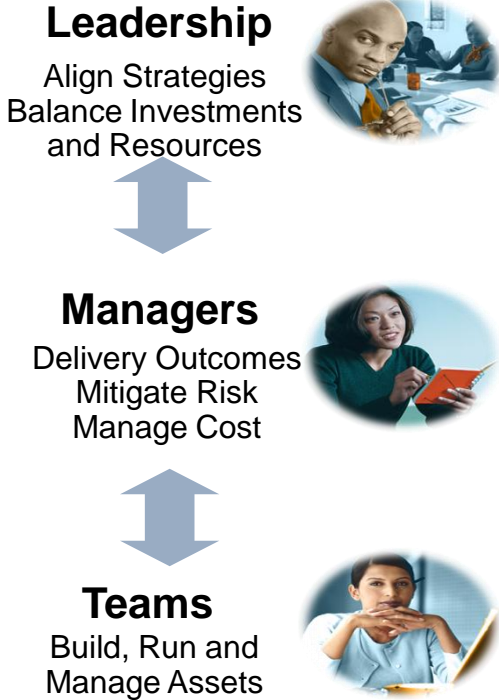 Leadership
Align Strategies
Balance Investments
and Resources
Managers
Delivery Outcomes
Mitigate Risk
Manage Cost
Teams
Build, Run and
Manage Assets